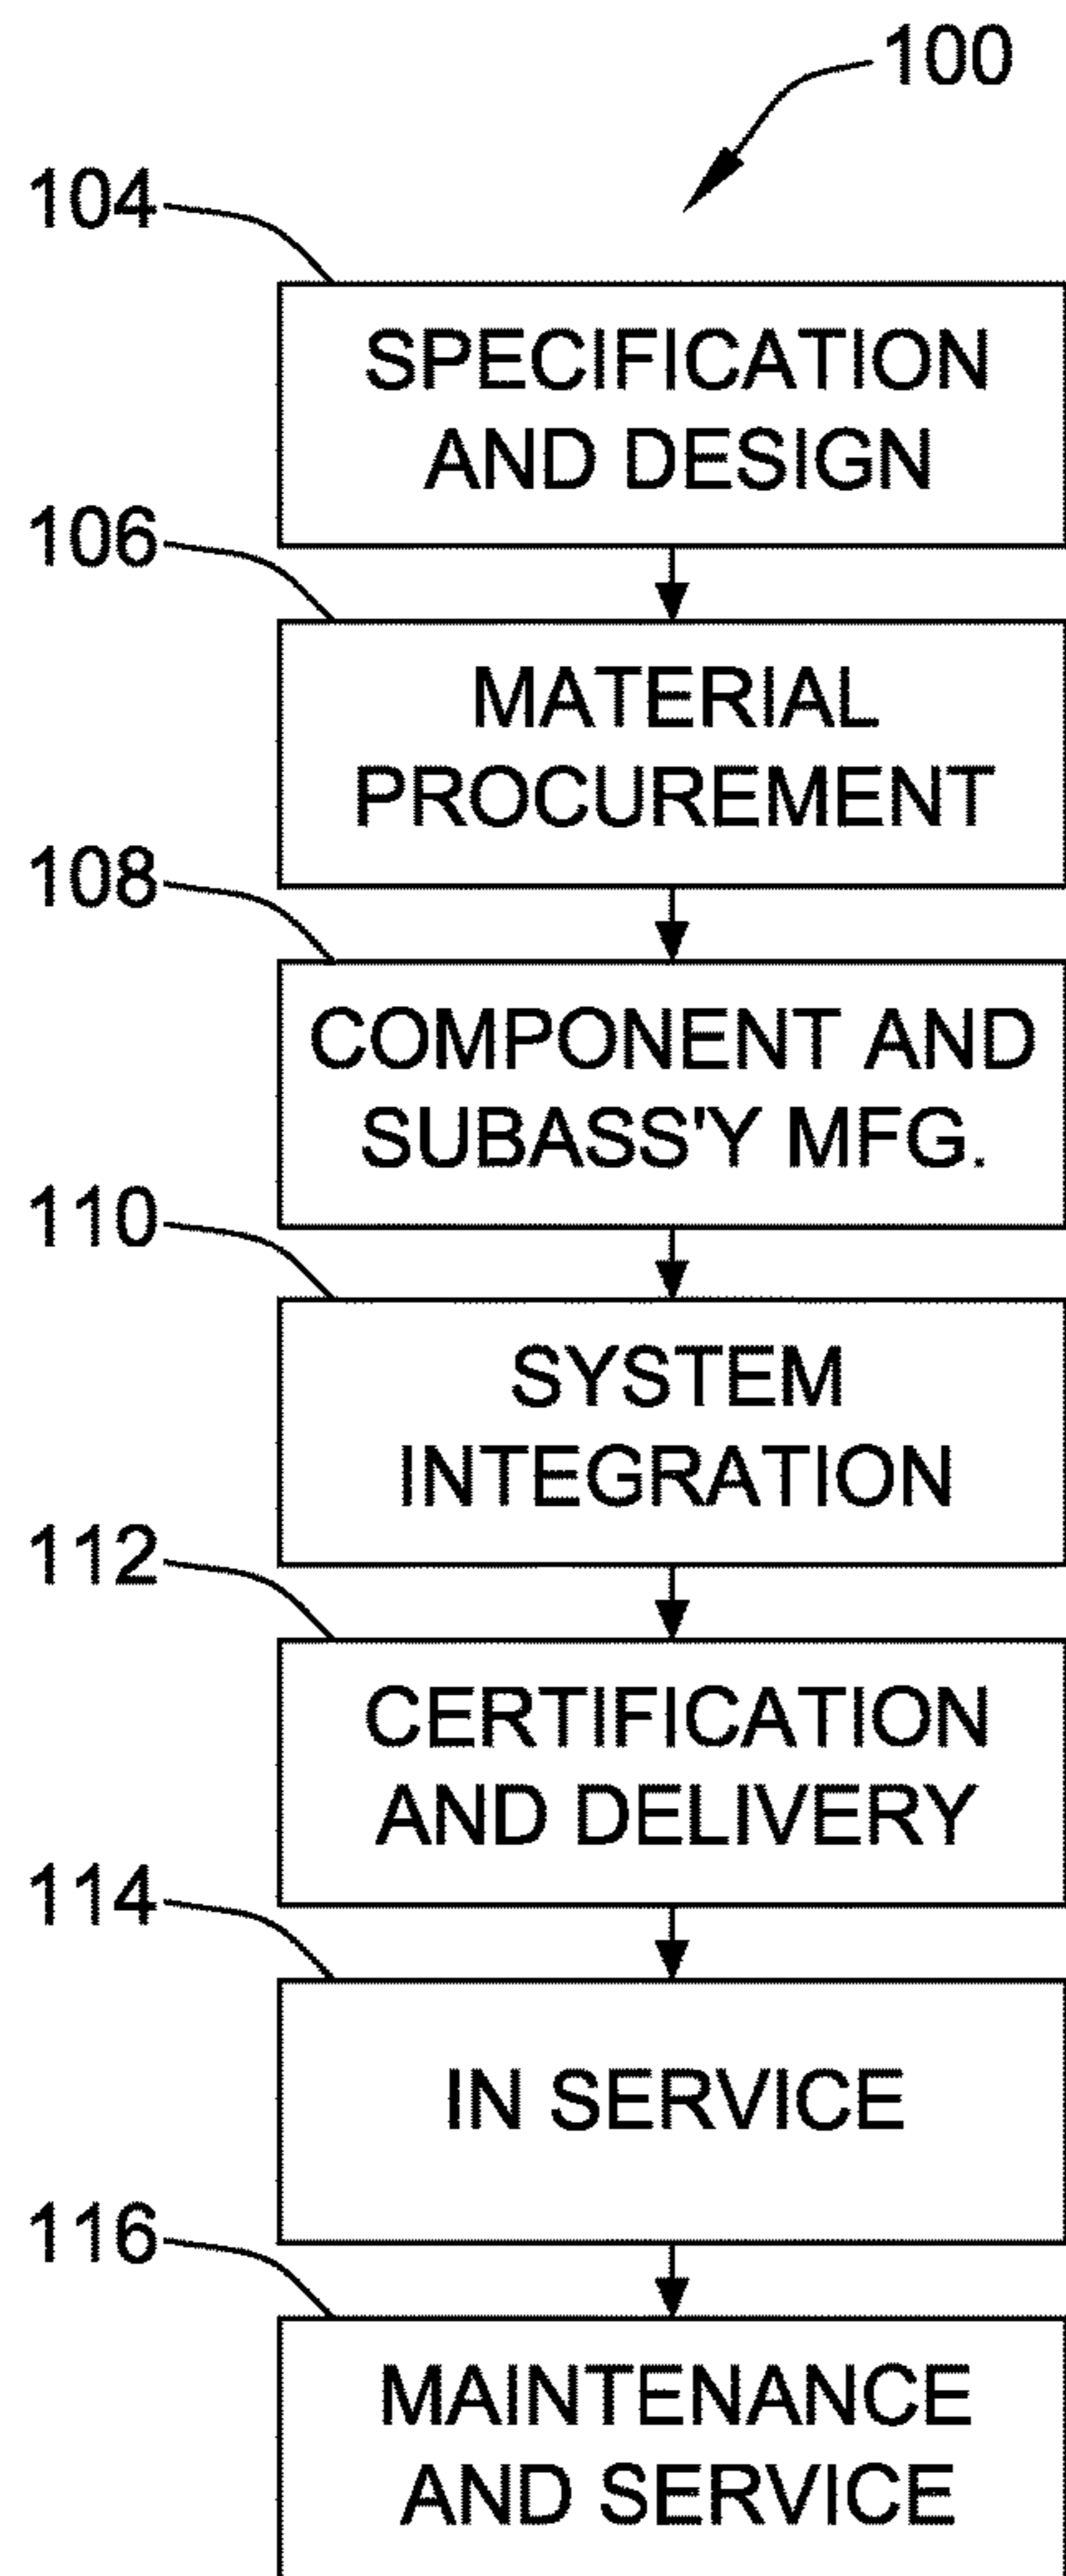 100
104
SPECIFICATION
AND DESIGN
106
MATERIAL
PROCUREMENT
108
COMPONENT AND
SUBASS'Y MFG.
110
SYSTEM
INTEGRATION
112
CERTIFICATION
AND DELIVERY
114
IN SERVICE
116
MAINTENANCE
AND SERVICE